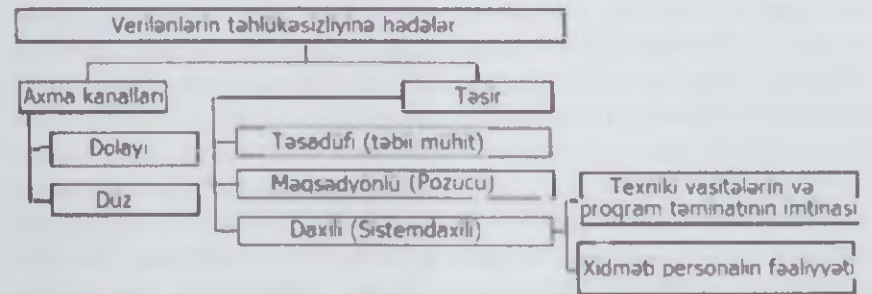 Verilənlərin təhlükəsizliyinə hədələr
Axma kanalları
Təsir
Dolayı
Düz
Təsadüfi (təbii mühit)
Məqsədyönlü (Pozucu)
Daxili (Sistemdaxili)
Texniki vasitələrin və
proqram təminatının imtinası
Xidməti personalın fəaliyyəti